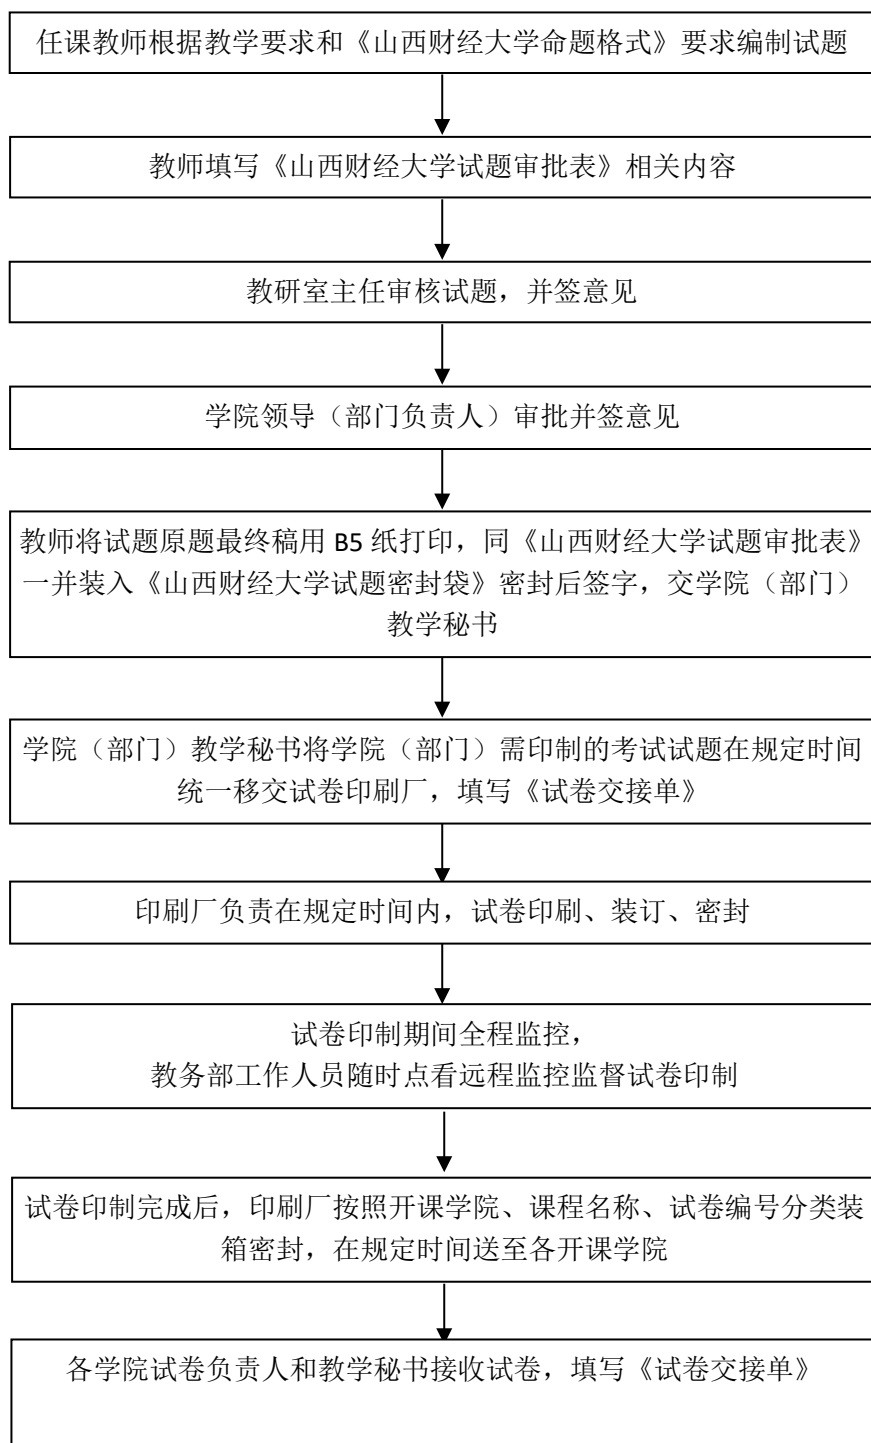 任课教师根据教学要求和《山西财经大学命题格式》要求编制试题
教师填写《山西财经大学试题审批表》相关内容
教研室主任审核试题，并签意见
学院领导（部门负责人）审批并签意见
教师将试题原题最终稿用 B5 纸打印，同《山西财经大学试题审批表》
一并装入《山西财经大学试题密封袋》密封后签字，交学院（部门）
教学秘书
学院（部门）教学秘书将学院（部门）需印制的考试试题在规定时间
统一移交试卷印刷厂，填写《试卷交接单》
印刷厂负责在规定时间内，试卷印刷、装订、密封
试卷印制期间全程监控，
教务部工作人员随时点看远程监控监督试卷印制
试卷印制完成后，印刷厂按照开课学院、课程名称、试卷编号分类装
箱密封，在规定时间送至各开课学院
各学院试卷负责人和教学秘书接收试卷，填写《试卷交接单》